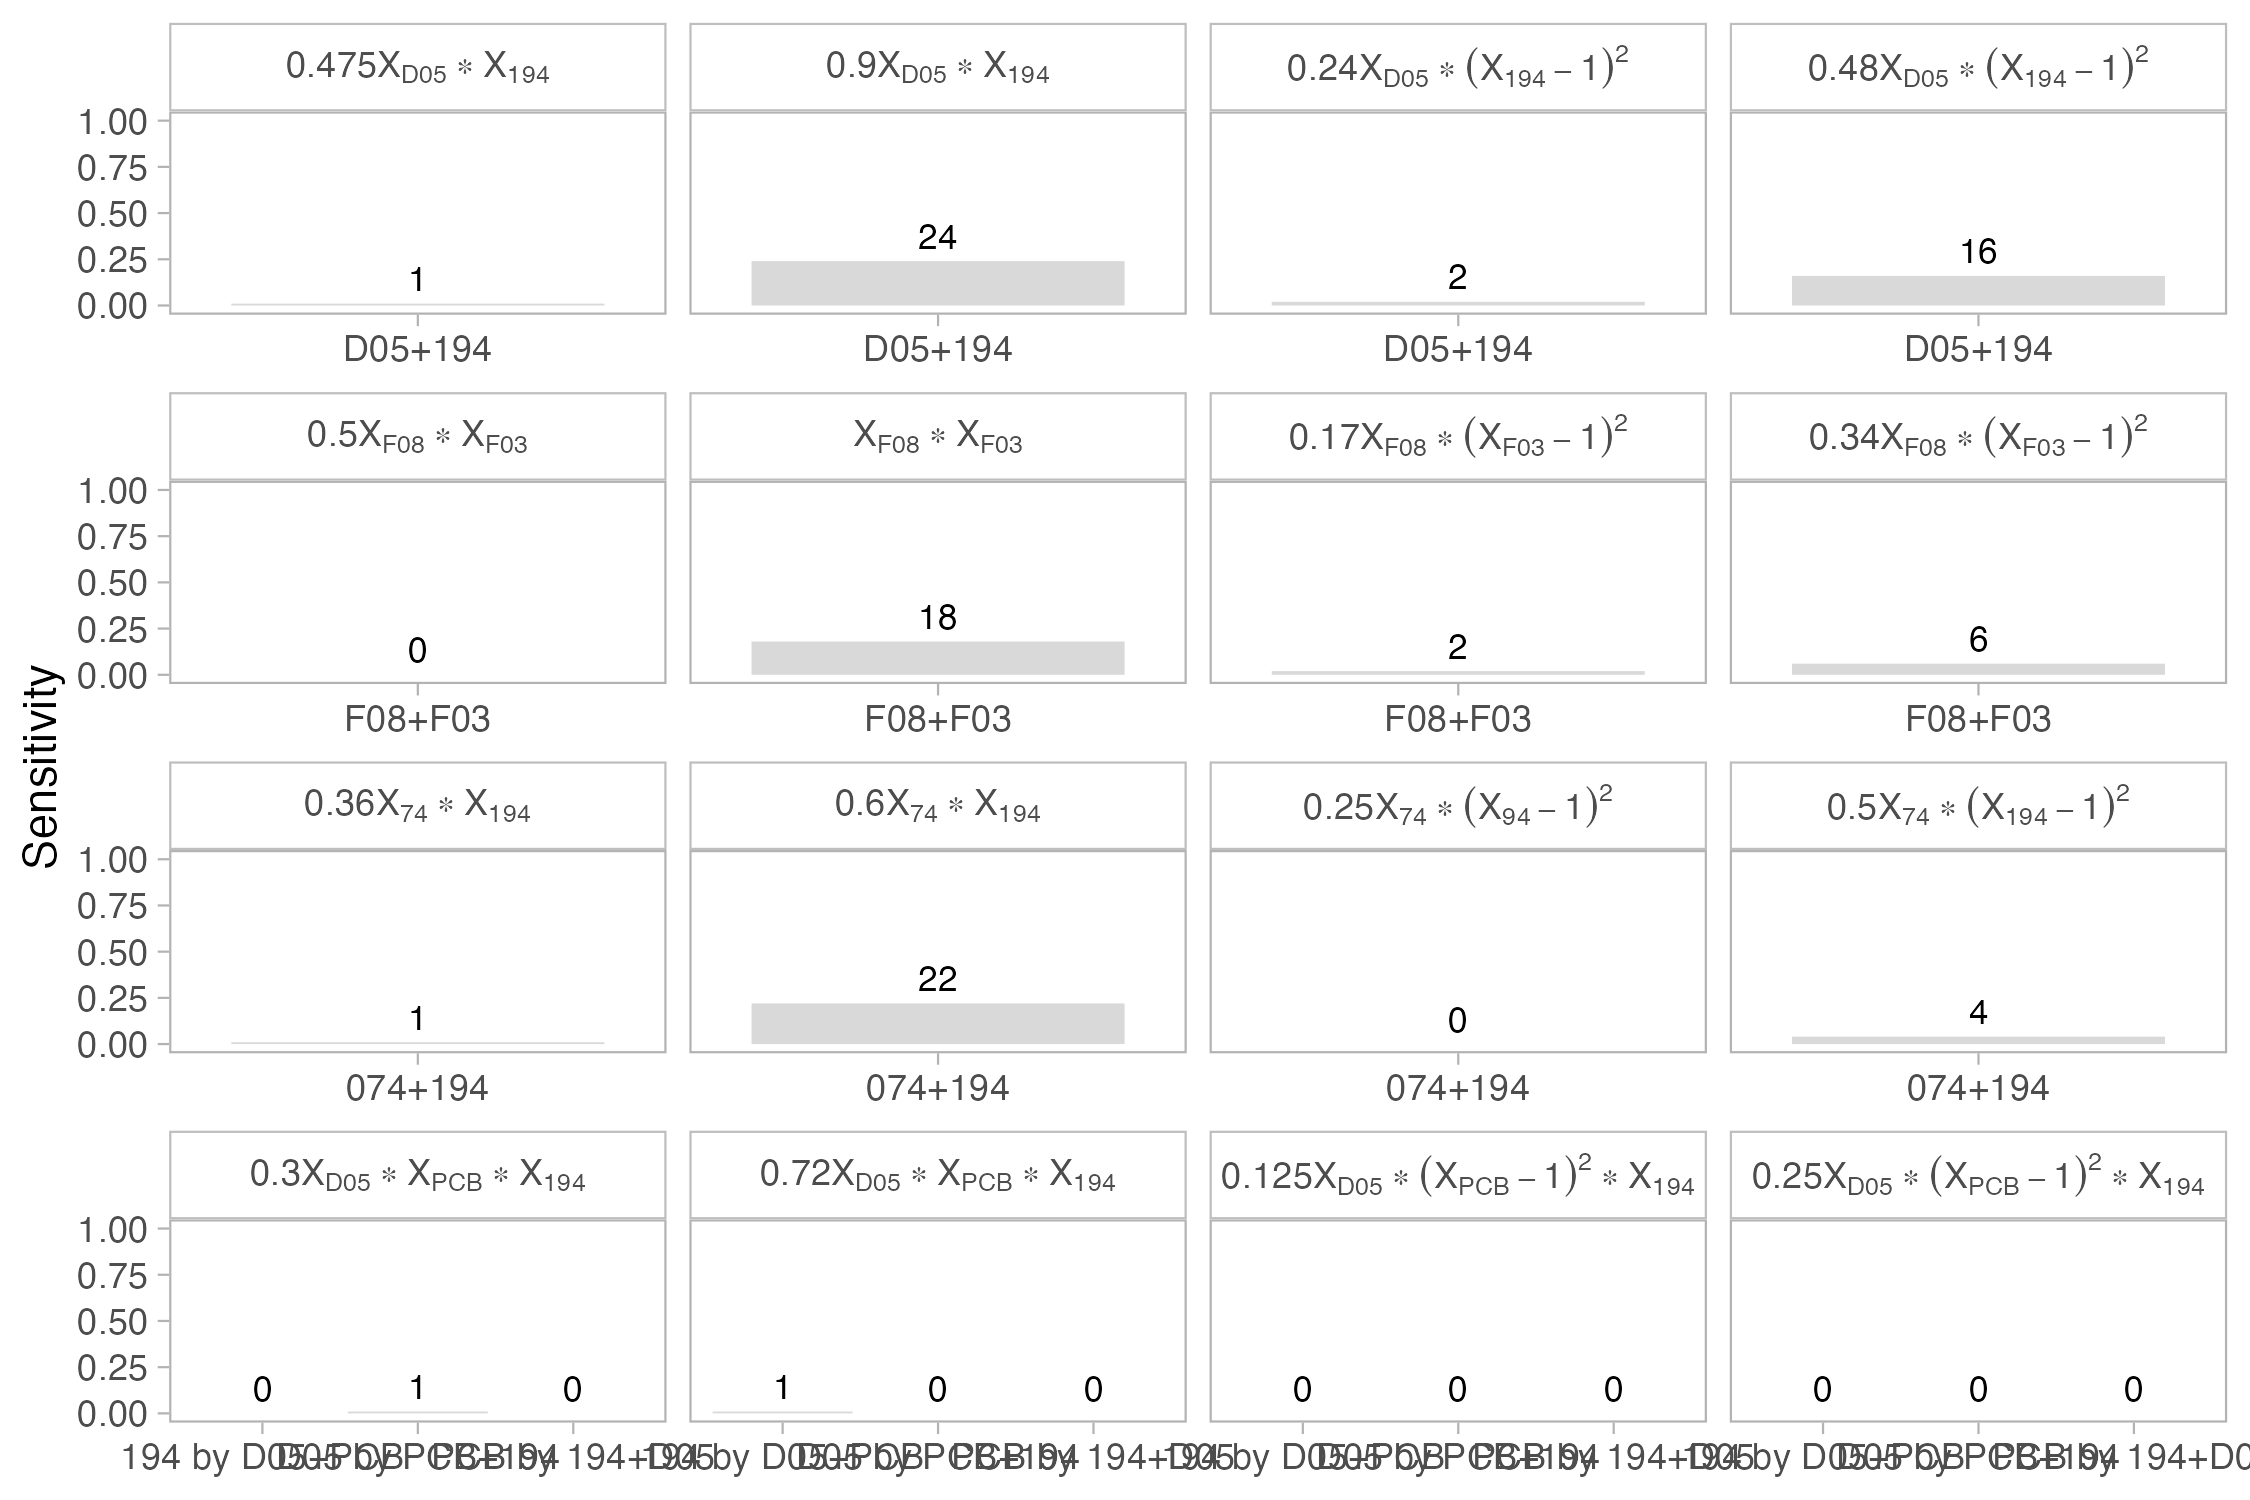 0.475X_D05 * X_194
0.9X_D05 * X_194
0.24X_D05 * (X_194 − 1)^2
0.48X_D05 * (X_194 − 1)^2
1.00
0.75
0.50
0.25
0.00
1
24
2
16
D05+194
D05+194
D05+194
D05+194
0.5X_F08 * X_F03
X_F08 * X_F03
0.17X_F08 * (X_F03 − 1)^2
0.34X_F08 * (X_F03 − 1)^2
1.00
0.75
0.50
0.25
0.00
0
18
2
6
F08+F03
F08+F03
F08+F03
F08+F03
Sensitivity
0.36X_74 * X_194
0.6X_74 * X_194
0.25X_74 * (X_94 − 1)^2
0.5X_74 * (X_194 − 1)^2
1.00
0.75
0.50
0.25
0.00
1
22
0
4
074+194
074+194
074+194
074+194
0.3X_D05 * X_PCB * X_194
0.72X_D05 * X_PCB * X_194
0.125X_D05 * (X_PCB − 1)^2 * X_194
0.25X_D05 * (X_PCB − 1)^2 * X_194
1.00
0.75
0.50
0.25
0.00
0 1 0
1 0 0
0 0 0
0 0 0
194 by